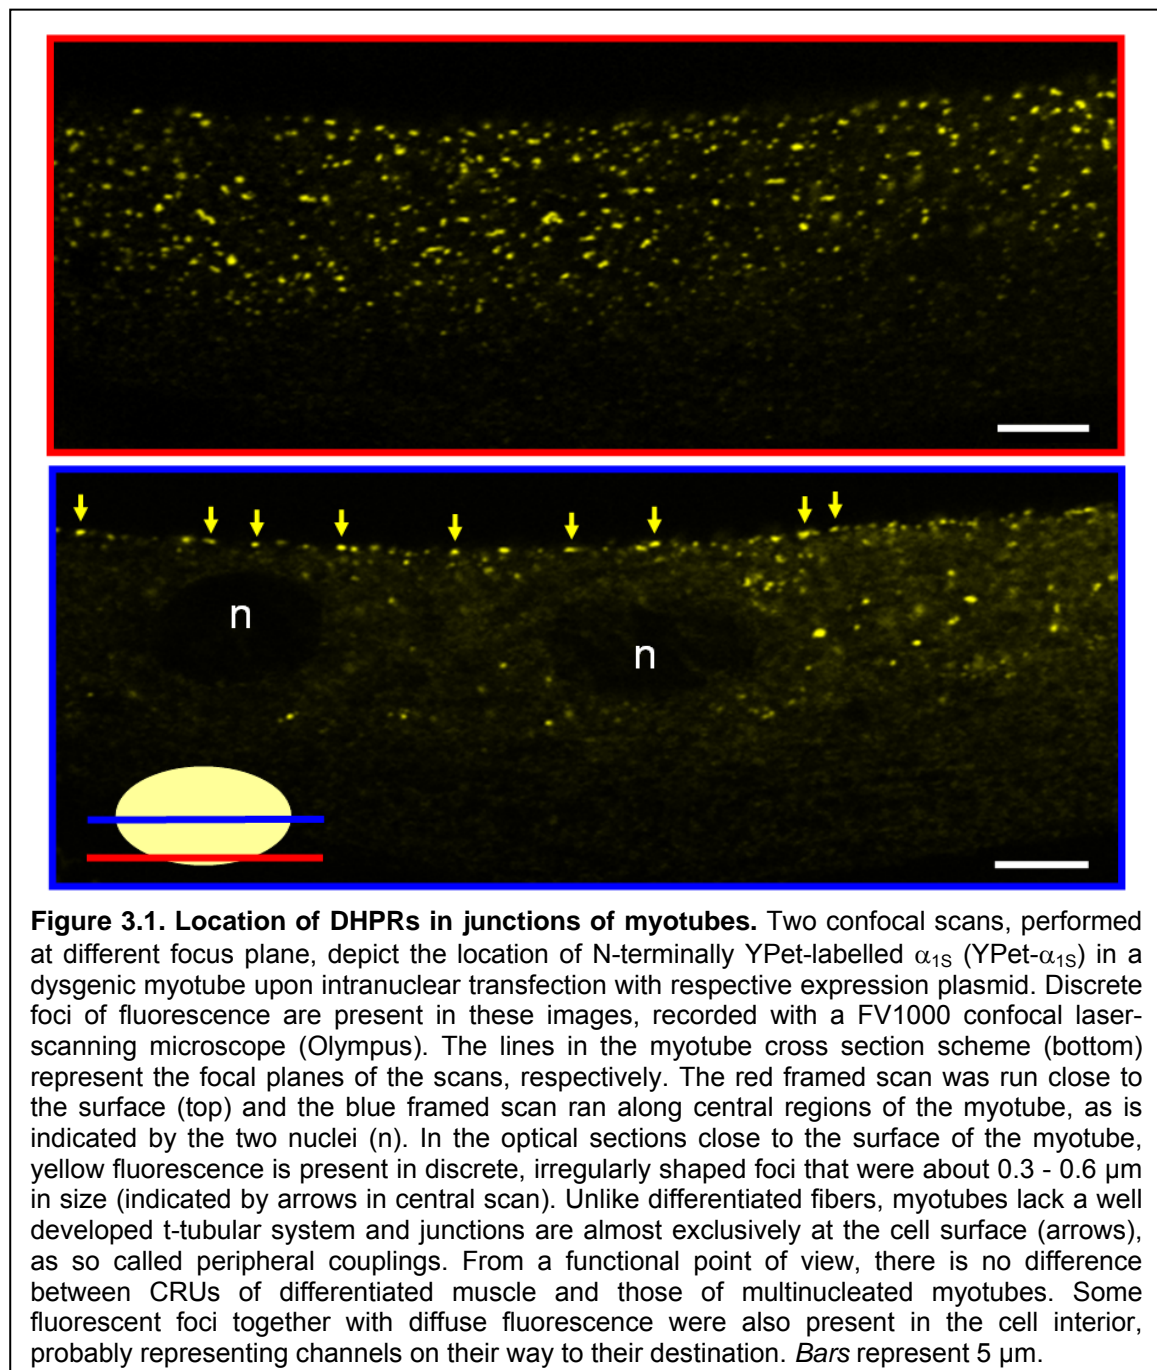 n
n
Figure 3.1. Location of DHPRs in junctions of myotubes. Two confocal scans, performed
at different focus plane, depict the location of N-terminally YPet-labelled α1S (YPet-α1S) in a
dysgenic myotube upon intranuclear transfection with respective expression plasmid. Discrete
foci of fluorescence are present in these images, recorded with a FV1000 confocal laser-
scanning microscope (Olympus). The lines in the myotube cross section scheme (bottom)
represent the focal planes of the scans, respectively. The red framed scan was run close to
the surface (top) and the blue framed scan ran along central regions of the myotube, as is
indicated by the two nuclei (n). In the optical sections close to the surface of the myotube,
yellow fluorescence is present in discrete, irregularly shaped foci that were about 0.3 - 0.6 µm
in size (indicated by arrows in central scan). Unlike differentiated fibers, myotubes lack a well
developed t-tubular system and junctions are almost exclusively at the cell surface (arrows),
as so called peripheral couplings. From a functional point of view, there is no difference
between CRUs of differentiated muscle and those of multinucleated myotubes. Some
fluorescent foci together with diffuse fluorescence were also present in the cell interior,
probably representing channels on their way to their destination. Bars represent 5 µm.